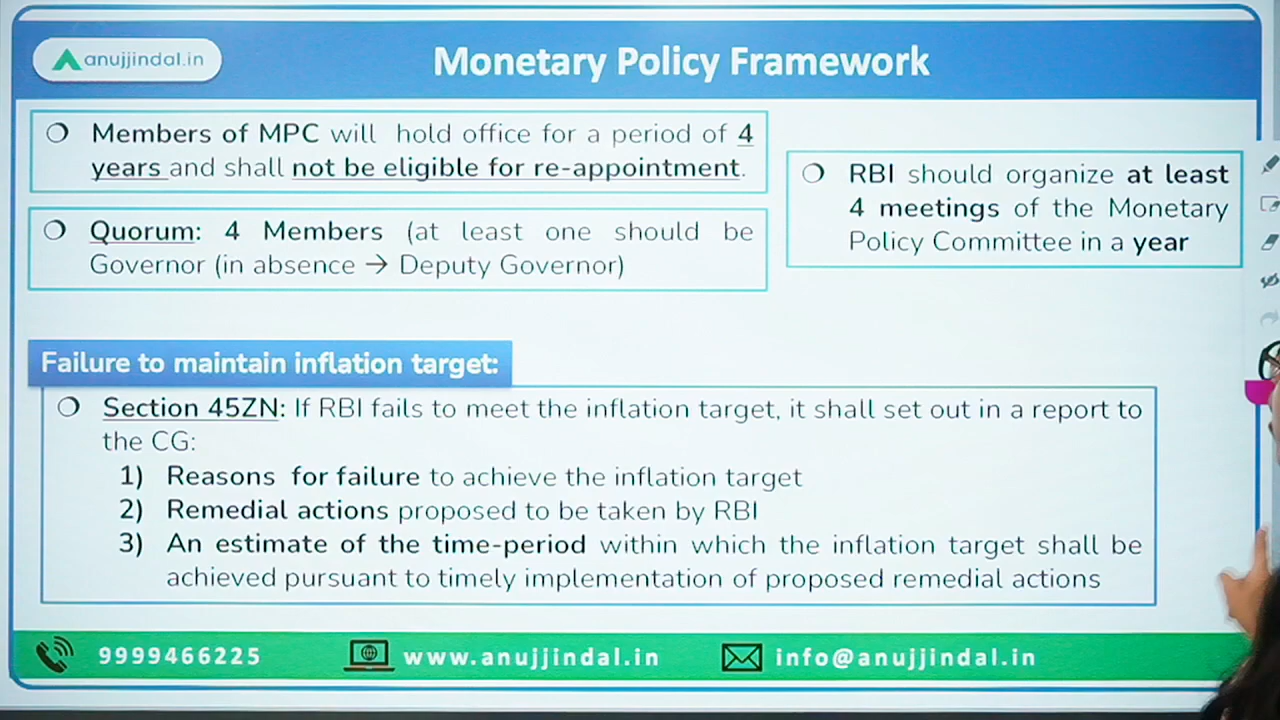 anujjindal.in
Monetary Policy Framework
❍ Members of MPC will hold office for a period of 4
years and shall not be eligible for re-appointment.
❍ Quorum: 4 Members (at least one should be
Governor (in absence → Deputy Governor)
❍ RBI should organize at least
4 meetings of the Monetary
Policy Committee in a year
Failure to maintain inflation target:
❍ Section 45ZN: If RBI fails to meet the inflation target, it shall set out in a report to
the CG:
1) Reasons for failure to achieve the inflation target
2) Remedial actions proposed to be taken by RBI
3) An estimate of the time-period within which the inflation target shall be
achieved pursuant to timely implementation of proposed remedial actions
9999466225
www.anujjindal.in
info@anujjindal.in